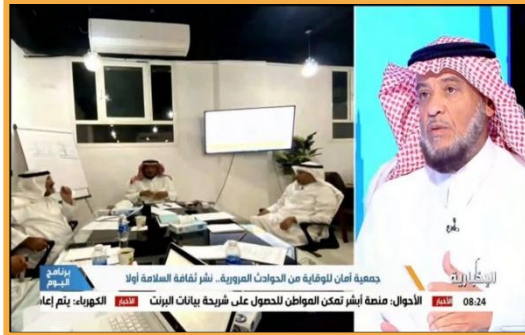 برنامج
اليوم
جمعية أمان للوقاية من الحوادث المرورية.. نشر ثقافة السلامة أولا
الإخبارية
08:24 الأخبار الأحوال: منصة أبشر تمكن المواطن للحصول على شريحة بيانات البرنت الأخبار الكهرباء: يتم إعا